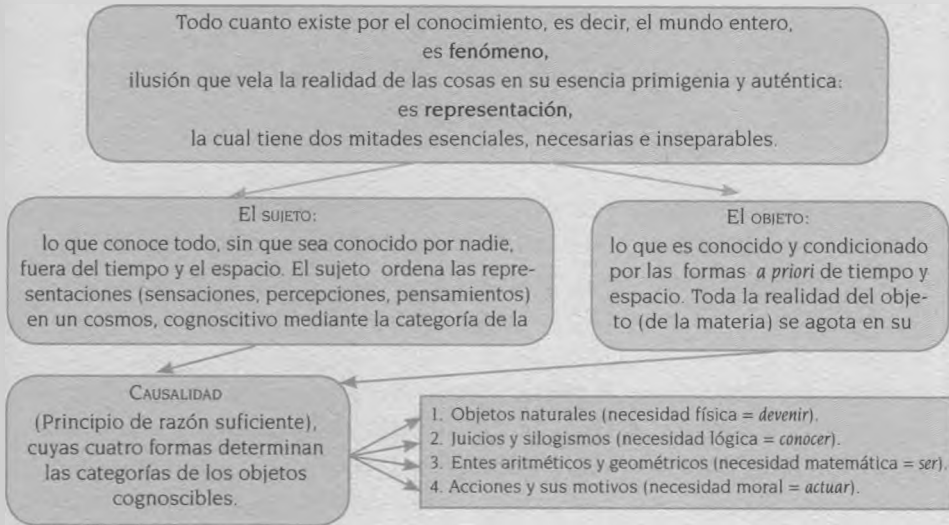 Todo cuanto existe por el conocimiento, es decir, el mundo entero,
es fenómeno,
ilusión que vela la realidad de las cosas en su esencia primigenia y auténtica:
es representación,
la cual tiene dos mitades esenciales, necesarias e inseparables.
El SUJETO:
lo que conoce todo, sin que sea conocido por nadie,
fuera del tiempo y el espacio. El sujeto ordena las repre-
sentaciones (sensaciones, percepciones, pensamientos)
en un cosmos, cognoscitivo mediante la categoría de la
El OBJETO:
lo que es conocido y condicionado
por las formas a priori de tiempo y
espacio. Toda la realidad del obje-
to (de la materia) se agota en su
CAUSALIDAD
(Principio de razón suficiente),
cuyas cuatro formas determinan
las categorías de los objetos
cognoscibles.
1. Objetos naturales (necesidad física = devenir).
2. Juicios y silogismos (necesidad lógica = conocer).
3. Entes aritméticos y geométricos (necesidad matemática = ser).
4. Acciones y sus motivos (necesidad moral = actuar).